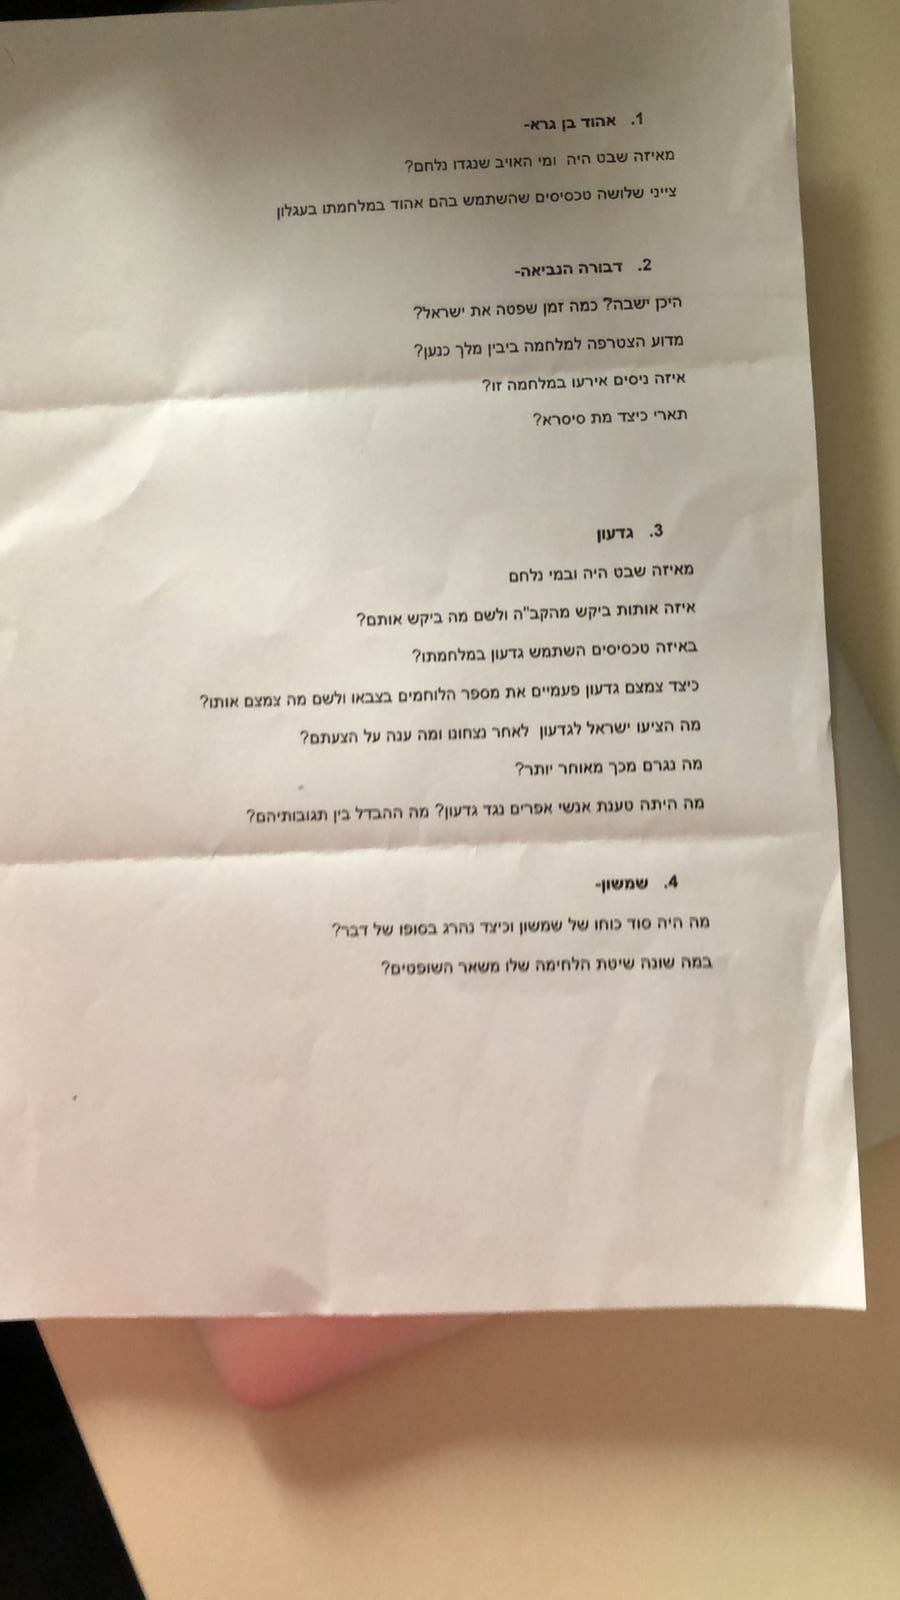 1. אהוד בן גרא-
מאיזה שבט היה ומי האויב שנגדו נלחם?
צייני שלושה טכסיסים שהשתמש בהם אהוד במלחמתו בעגלון
2. דבורה הנביאה-
היכן ישבה? כמה זמן שפטה את ישראל?
מדוע הצטרפה למלחמה ביבין מלך כנען?
איזה ניסים אירעו במלחמה זו?
תארי כיצד מת סיסרא?
3. גדעון
מאיזה שבט היה ובמי נלחם
איזה אותות ביקש מהקב"ה ולשם מה ביקש אותם?
באיזה טכסיסים השתמש גדעון במלחמתו?
כיצד צמצם גדעון פעמיים את מספר הלוחמים בצבאו ולשם מה צמצם אותו?
מה הציעו ישראל לגדעון לאחר נצחונו ומה ענה על הצעתם?
מה נגרם מכך מאוחר יותר?
מה היתה טענת אנשי אפרים נגד גדעון? מה ההבדל בין תגובותיהם?
4. שמשון-
מה היה סוד כוחו של שמשון וכיצד נהרג בסופו של דבר?
במה שונה שיטת הלחימה שלו משאר השופטים?